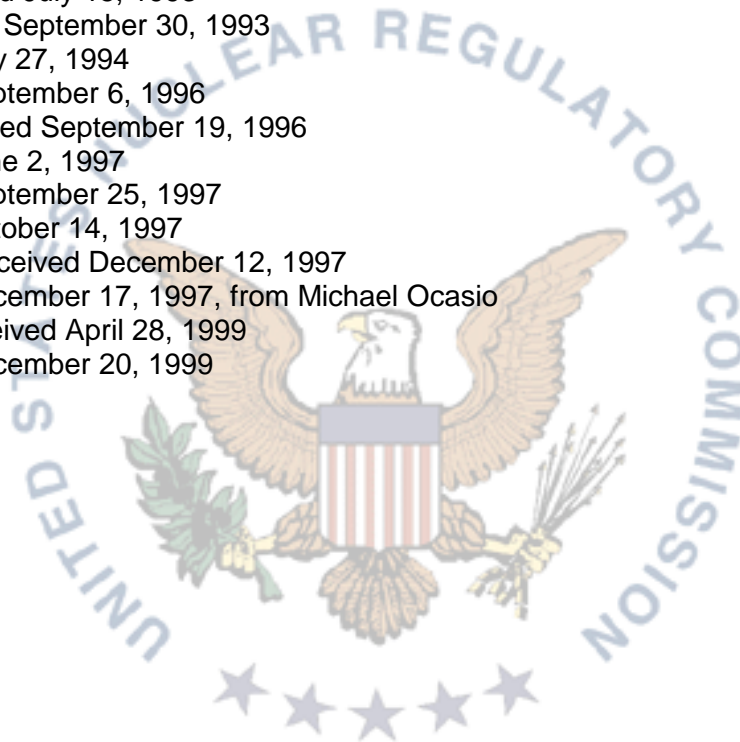 July
September 30, 1993
y 27, 1994
ptember 6, 1996
ed September 19, 1996
ne 2, 1997
ptember 25, 1997
tober 14, 1997
ceived December 12, 1997
cember 17, 1997, from Michael Ocasio
eived April 28, 1999
cember 20, 1999
UNITED STATES NUCLEAR REGULATORY COMMISSION